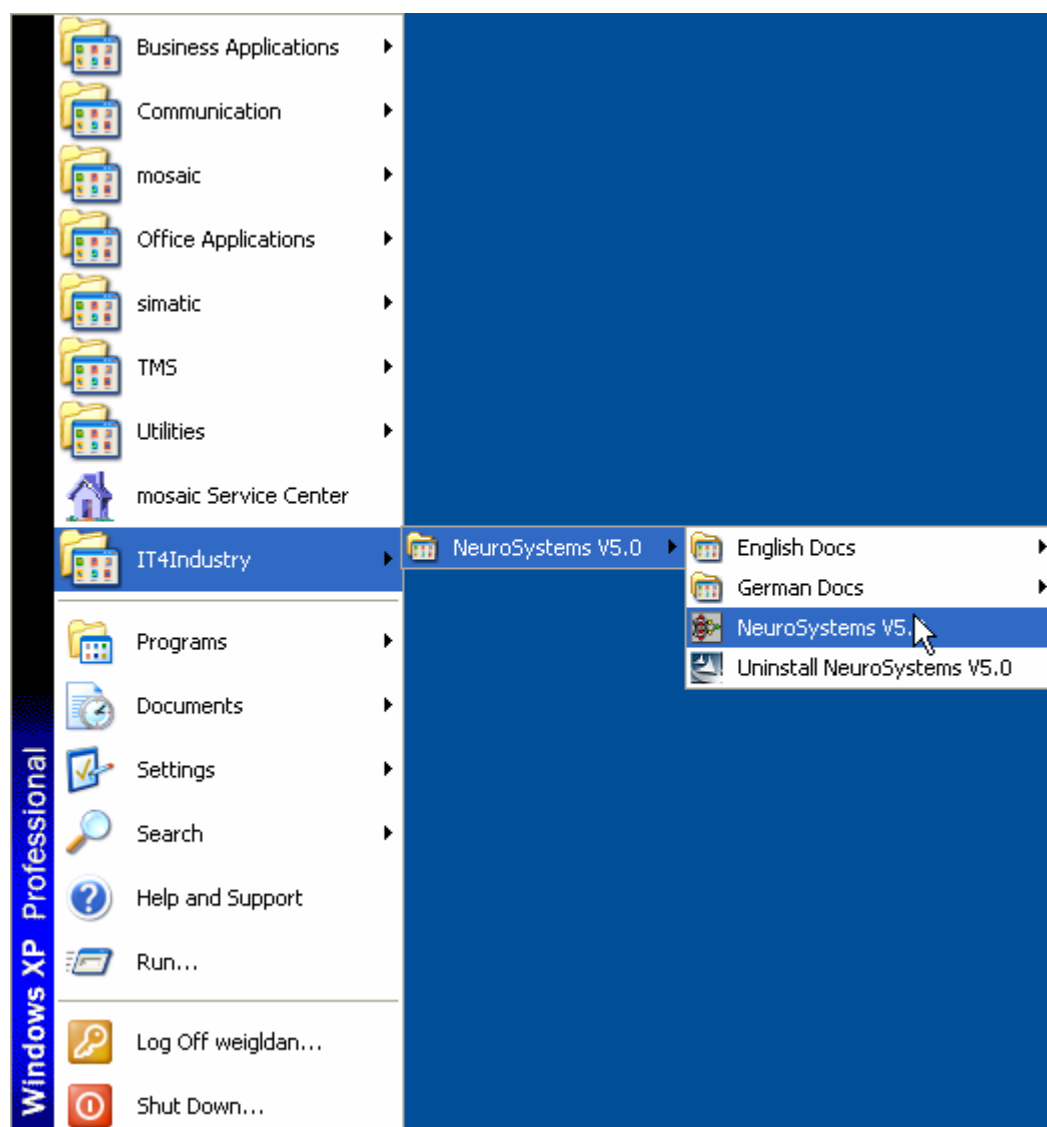 Business Applications
Communication
mosaic
Office Applications
simatic
TMS
Utilities
mosaic Service Center
IT4Industry
NeuroSystems V5.0
English Docs
German Docs
NeuroSystems V5.
Uninstall NeuroSystems V5.0
Programs
Documents
Settings
Search
Help and Support
Run...
Log Off weigldan...
Shut Down...
Windows XP Professional